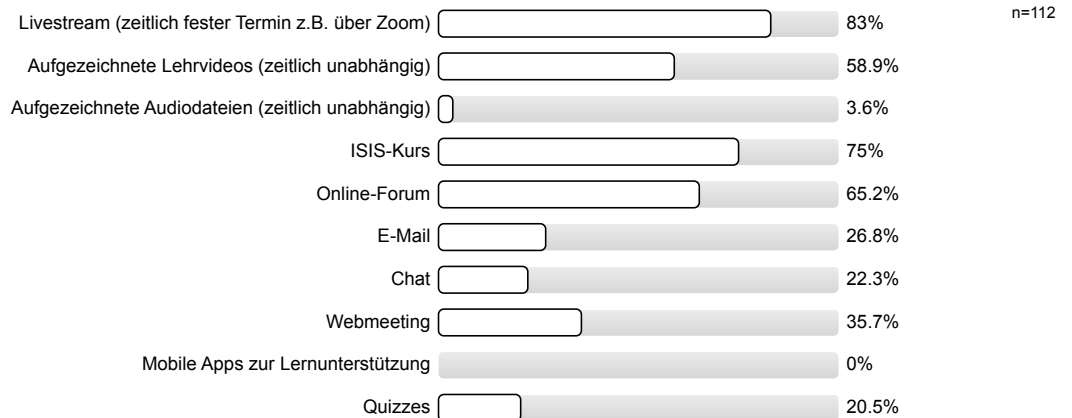 Livestream (zeitlich fester Termin z.B. über Zoom) 83% n=112
Aufgezeichnete Lehrvideos (zeitlich unabhängig) 58.9%
Aufgezeichnete Audiodateien (zeitlich unabhängig) 3.6%
ISIS-Kurs 75%
Online-Forum 65.2%
E-Mail 26.8%
Chat 22.3%
Webmeeting 35.7%
Mobile Apps zur Lernunterstützung 0%
Quizzes 20.5%